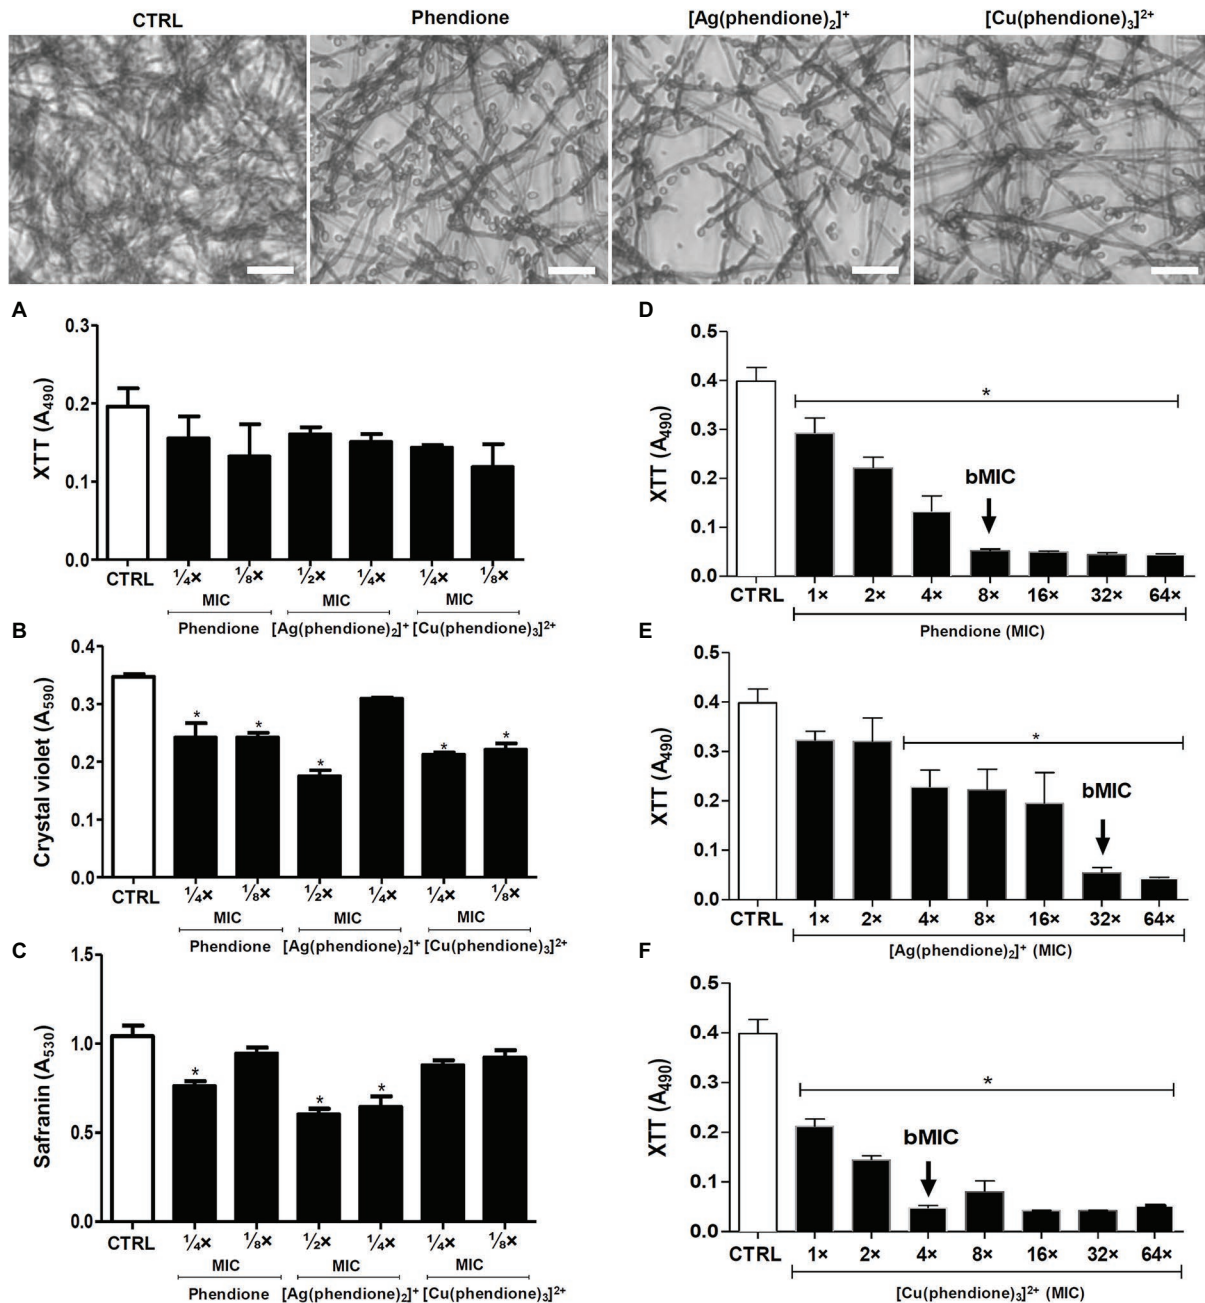 CTRL Phendione [Ag(phendione)₂]⁺ [Cu(phendione)₃]²⁺
A
XTT (A₄₉₀)
0.3
0.2
0.1
0.0
CTRL ¼× ⅛× ½× ¼× ¼× ⅛×
MIC MIC MIC
Phendione [Ag(phendione)₂]⁺ [Cu(phendione)₃]²⁺
B
Crystal violet (A₅₉₀)
0.4
0.3
0.2
0.1
0.0
* * * * *
CTRL ¼× ⅛× ½× ¼× ¼× ⅛×
MIC MIC MIC
Phendione [Ag(phendione)₂]⁺ [Cu(phendione)₃]²⁺
C
Safranin (A₅₃₀)
1.5
1.0
0.5
0.0
* * *
CTRL ¼× ⅛× ½× ¼× ¼× ⅛×
MIC MIC MIC
Phendione [Ag(phendione)₂]⁺ [Cu(phendione)₃]²⁺
D
XTT (A₄₉₀)
0.5
0.4
0.3
0.2
0.1
0.0
*
bMIC
CTRL 1× 2× 4× 8× 16× 32× 64×
Phendione (MIC)
E
XTT (A₄₉₀)
0.5
0.4
0.3
0.2
0.1
0.0
*
bMIC
CTRL 1× 2× 4× 8× 16× 32× 64×
[Ag(phendione)₂]⁺ (MIC)
F
XTT (A₄₉₀)
0.5
0.4
0.3
0.2
0.1
0.0
*
bMIC
CTRL 1× 2× 4× 8× 16× 32× 64×
[Cu(phendione)₃]²⁺ (MIC)